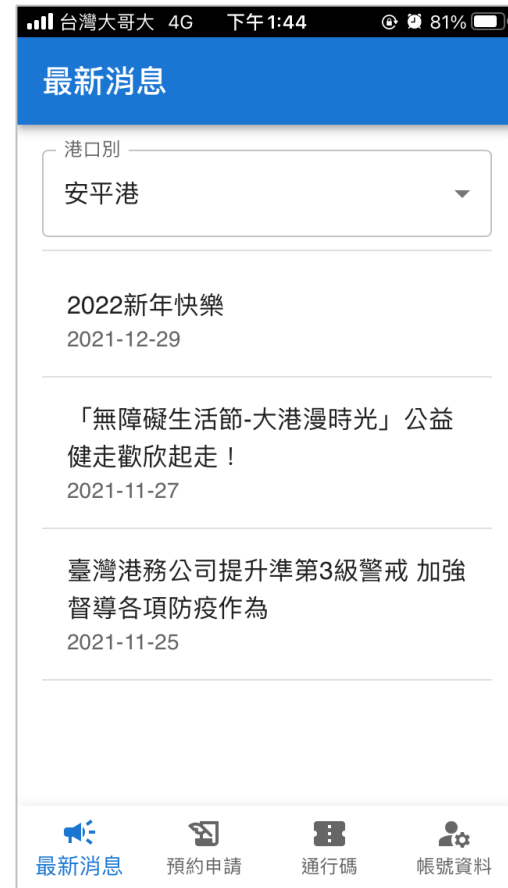 台灣大哥大 4G 下午1:44 81%
最新消息
港口別
安平港
2022新年快樂
2021-12-29
「無障礙生活節-大港漫時光」公益
健走歡欣起走！
2021-11-27
臺灣港務公司提升準第3級警戒 加強
督導各項防疫作為
2021-11-25
最新消息 預約申請 通行碼 帳號資料